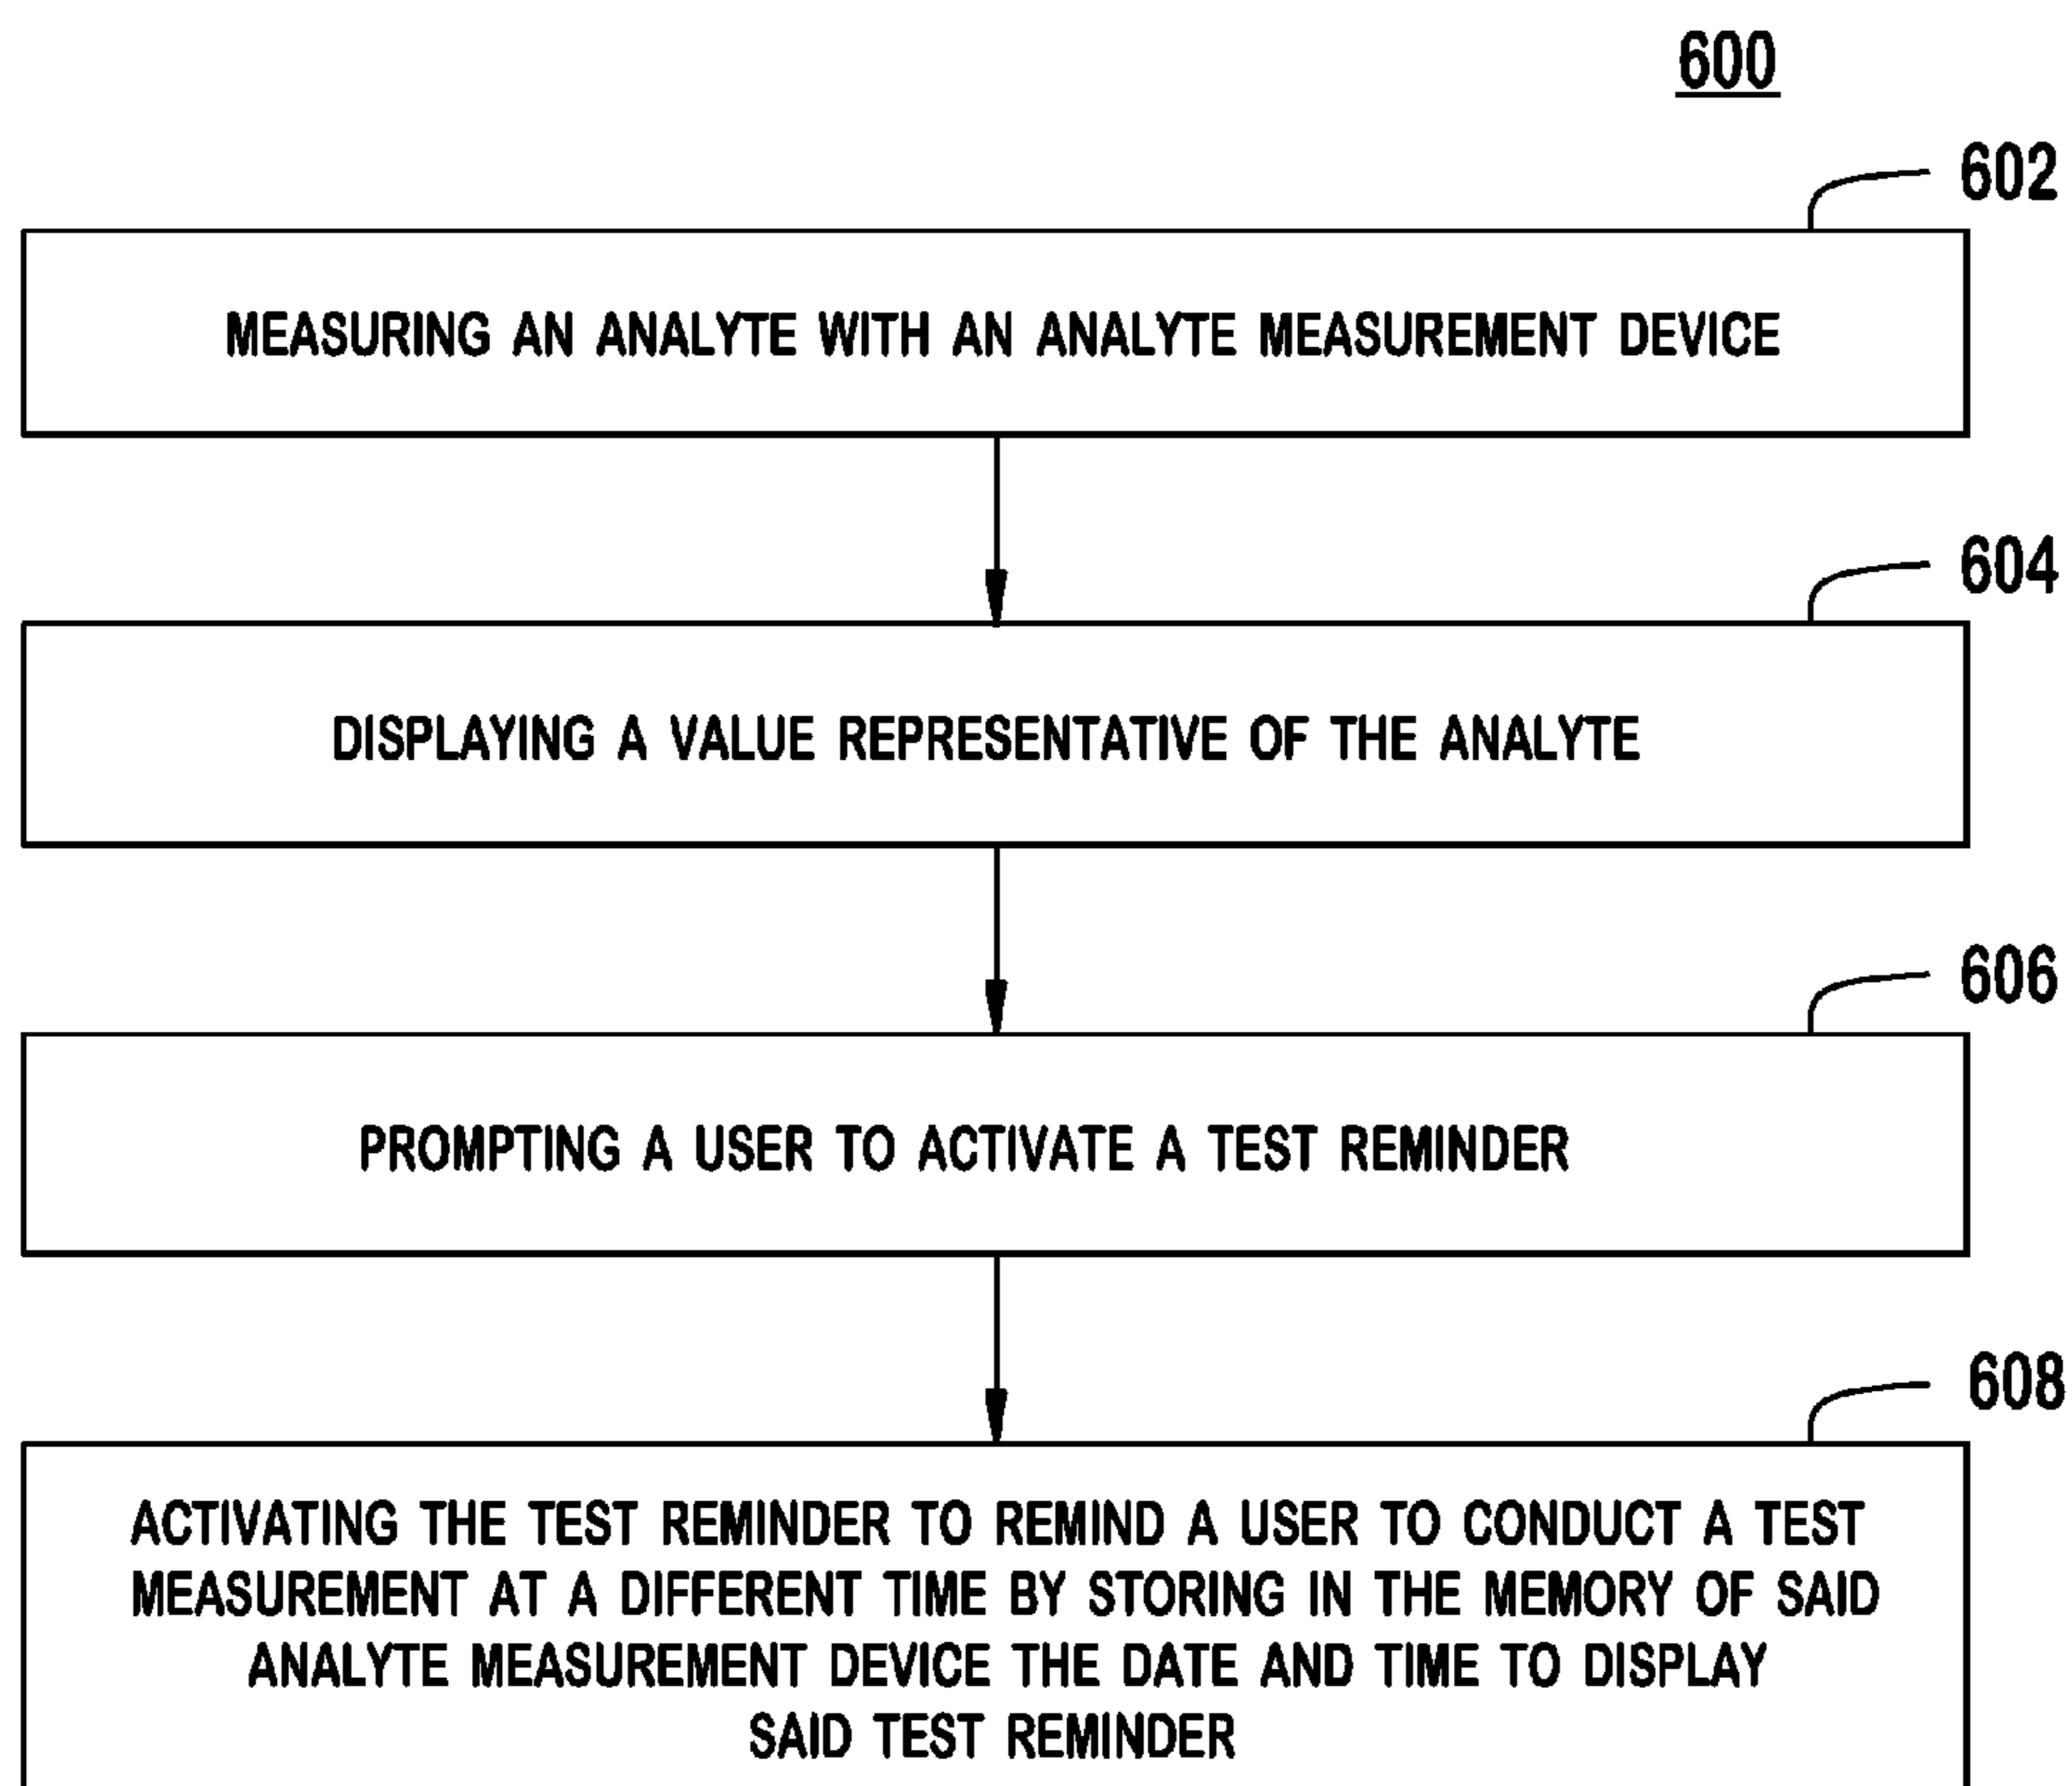 600
602
MEASURING AN ANALYTE WITH AN ANALYTE MEASUREMENT DEVICE
604
DISPLAYING A VALUE REPRESENTATIVE OF THE ANALYTE
606
PROMPTING A USER TO ACTIVATE A TEST REMINDER
608
ACTIVATING THE TEST REMINDER TO REMIND A USER TO CONDUCT A TEST
MEASUREMENT AT A DIFFERENT TIME BY STORING IN THE MEMORY OF SAID
ANALYTE MEASUREMENT DEVICE THE DATE AND TIME TO DISPLAY
SAID TEST REMINDER